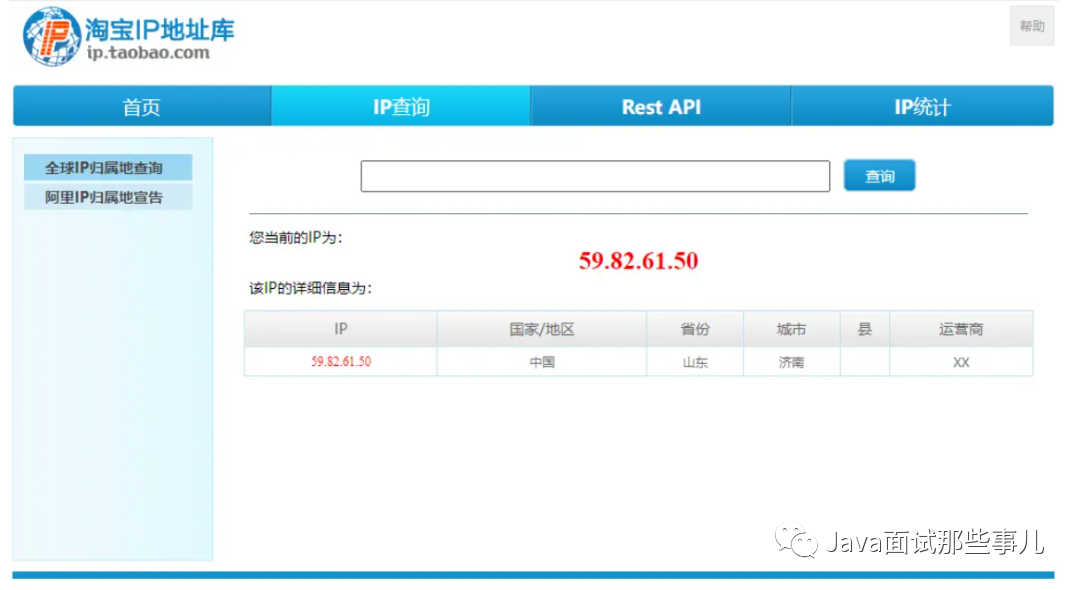 淘宝IP地址库
ip.taobao.com
帮助
首页 IP查询 Rest API IP统计
全球IP归属地查询
阿里IP归属地宣告
查询
您当前的IP为:
59.82.61.50
该IP的详细信息为:
IP 国家/地区 省份 城市 县 运营商
59.82.61.50 中国 山东 济南 XX
Java面试那些事儿